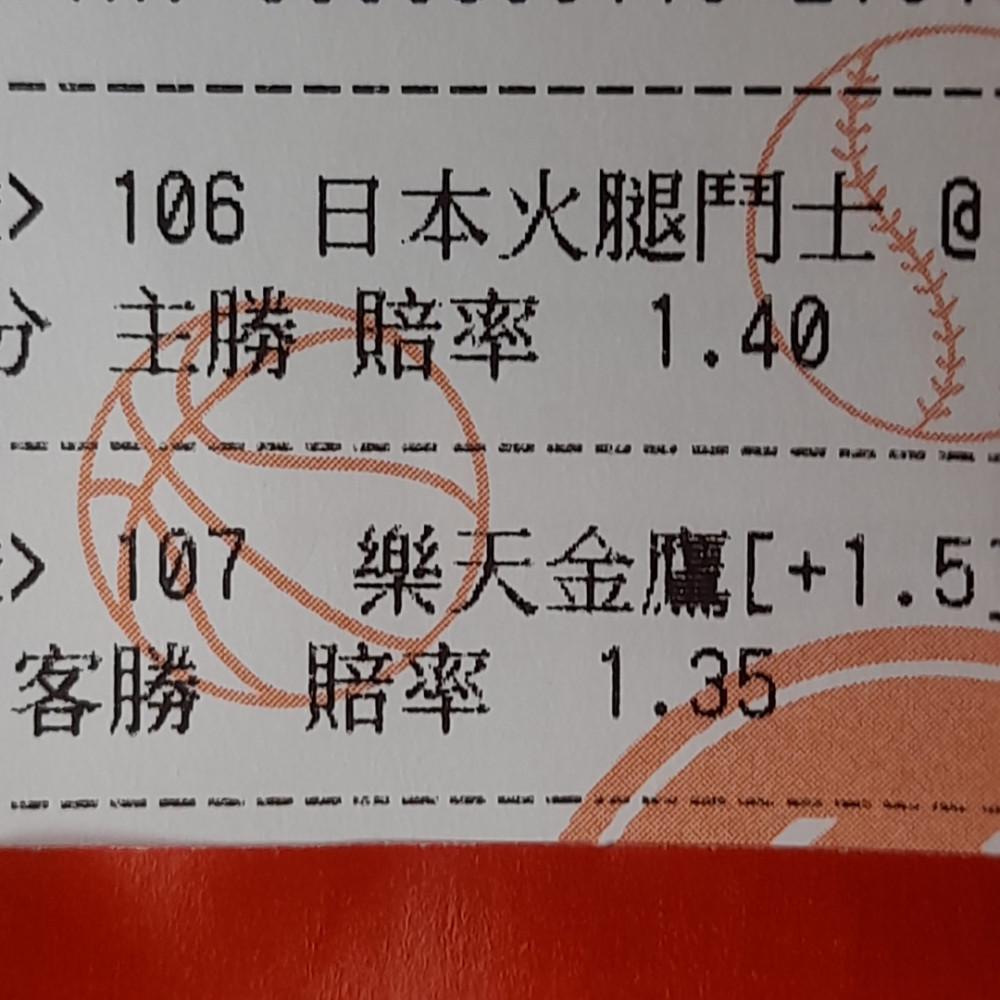 > 106 日本火腿鬥士 @
分 主勝 賠率 1.40
> 107 樂天金鷹[+1.5]
客勝 賠率 1.35